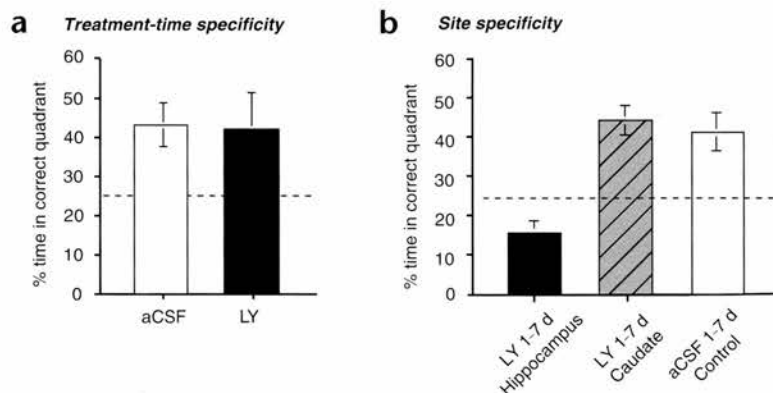 a Treatment-time specificity
% time in correct quadrant
60
50
40
30
20
10
0
aCSF
LY
b Site specificity
% time in correct quadrant
60
50
40
30
20
10
0
LY 1-7 d
Hippocampus
LY 1-7 d
Caudate
aCSF 1-7 d
Control